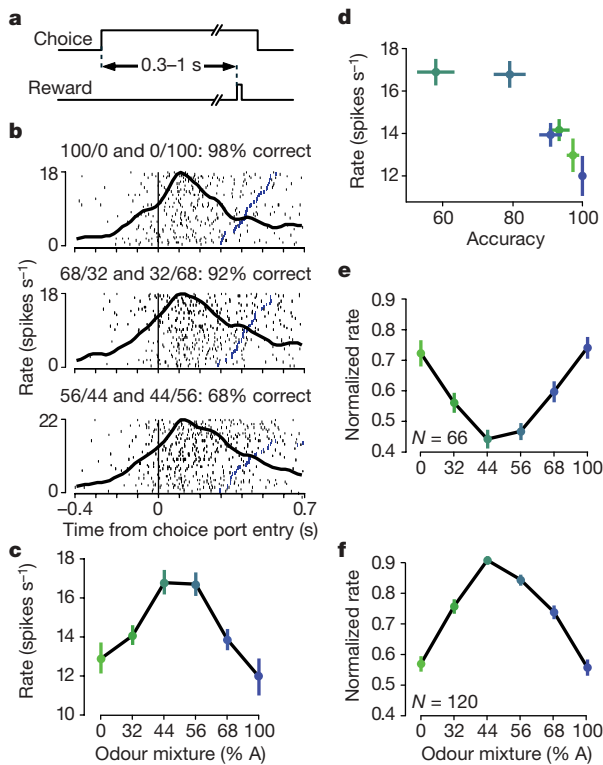 a
Choice
0.3–1 s
Reward
b
100/0 and 0/100: 98% correct
18
0
68/32 and 32/68: 92% correct
18
0
56/44 and 44/56: 68% correct
22
0
Rate (spikes s⁻¹)
–0.4 0 0.7
Time from choice port entry (s)
c
18
16
14
12
10
Rate (spikes s⁻¹)
0 32 44 56 68 100
Odour mixture (% A)
d
18
16
14
12
Rate (spikes s⁻¹)
60 80 100
Accuracy
e
0.9
0.8
0.7
0.6
0.5
0.4
Normalized rate
N = 66
0 32 44 56 68 100
f
0.9
0.8
0.7
0.6
0.5
0.4
Normalized rate
N = 120
0 32 44 56 68 100
Odour mixture (% A)